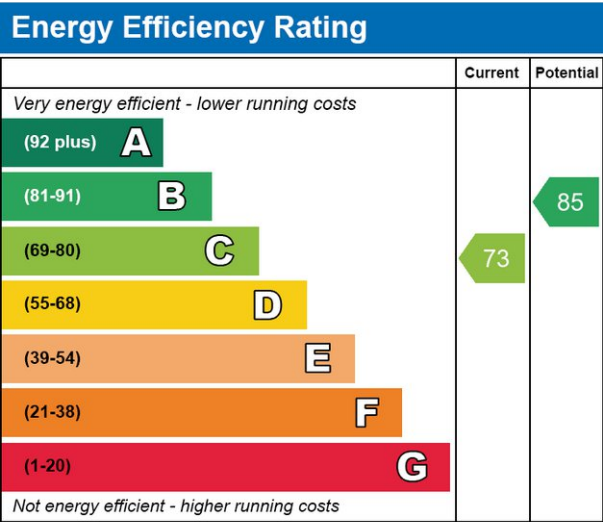 Energy Efficiency Rating
Current Potential
Very energy efficient - lower running costs
(92 plus) A
(81-91) B
85
(69-80) C
73
(55-68) D
(39-54) E
(21-38) F
(1-20) G
Not energy efficient - higher running costs